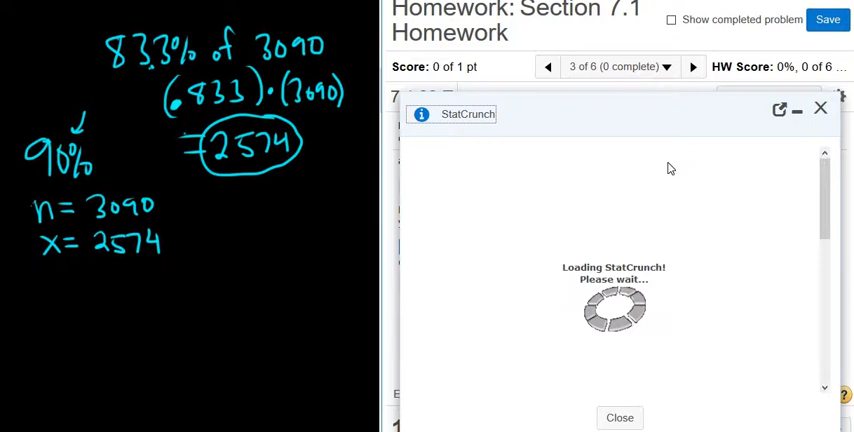 83.3% of 3090
(.833)·(3090)
= 2574
90%
n = 3090
x = 2574
Homework: Section 7.1
Homework
Show completed problem
Save
Score: 0 of 1 pt
3 of 6 (0 complete)
HW Score: 0%, 0 of 6 ...
StatCrunch
Loading StatCrunch!
Please wait...
Close